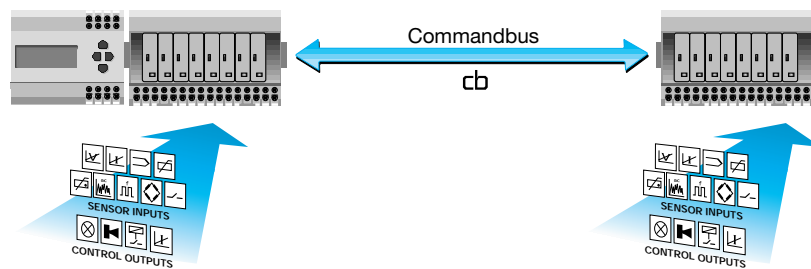 Commandbus
cb
SENSOR INPUTS
CONTROL OUTPUTS
SENSOR INPUTS
CONTROL OUTPUTS